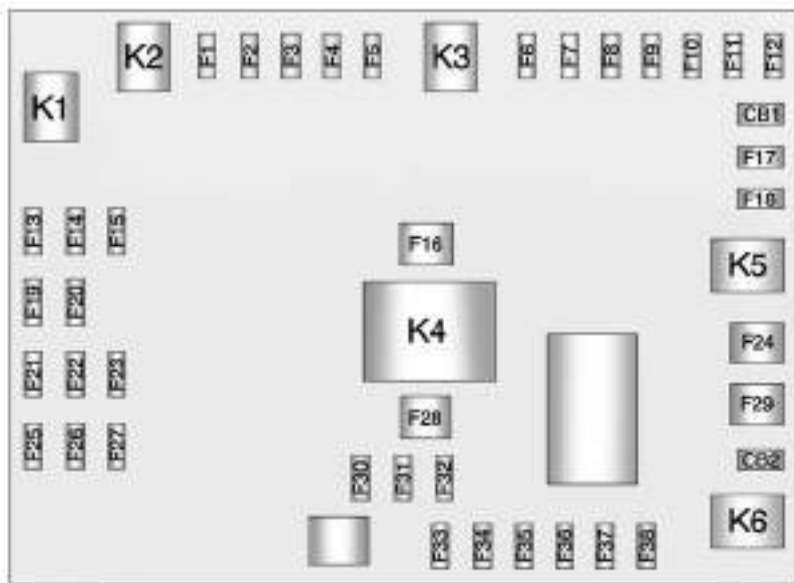 K2 F1 F2 F3 F4 F5 K3 F6 F7 F8 F9 F10 F11 F12
K1
CB1
F17
F18
F13 F14 F15
F16
K5
F19 F20
K4
F24
F21 F22 F23
F29
F28
F25 F26 F27
CB2
F30 F31 F32
K6
F33 F34 F35 F36 F37 F38